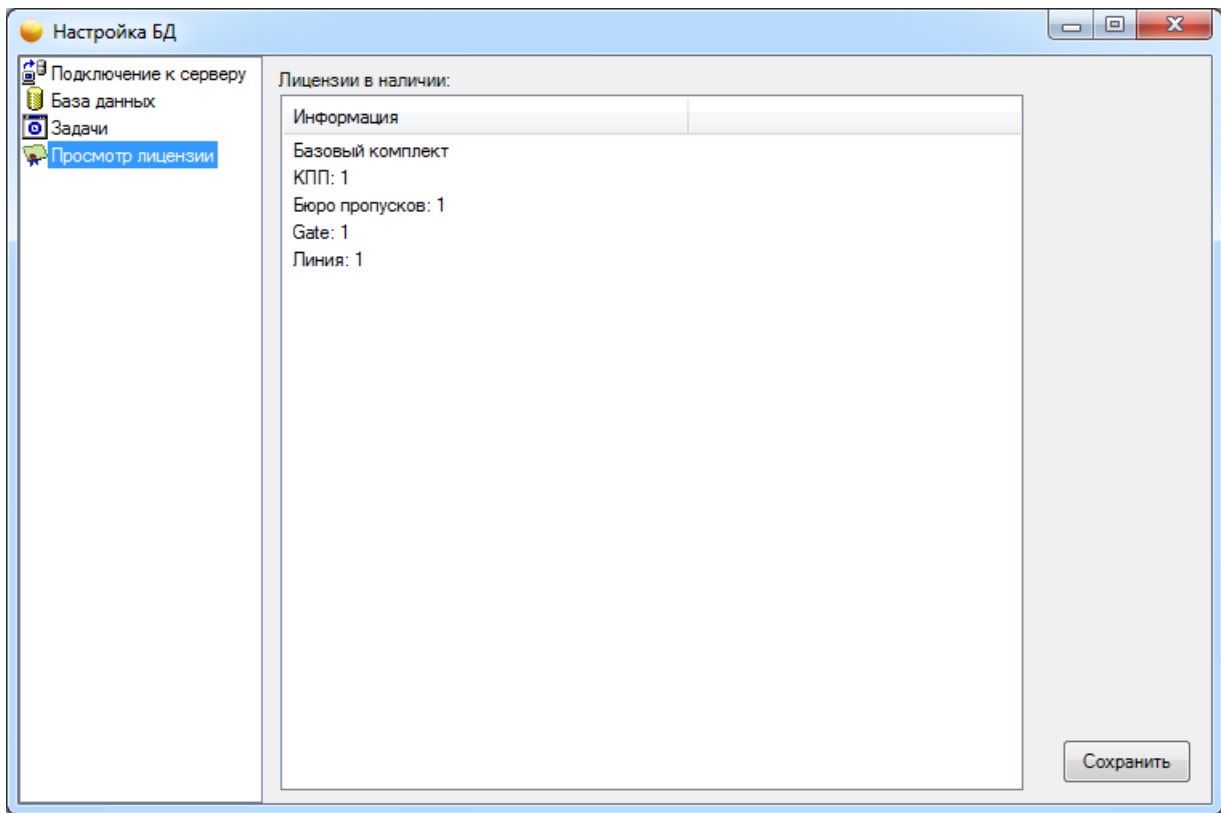 Настройка БД
Подключение к серверу
База данных
Задачи
Просмотр лицензии
Лицензии в наличии:
Информация
Базовый комплект
КПП: 1
Бюро пропусков: 1
Gate: 1
Линия: 1
Сохранить